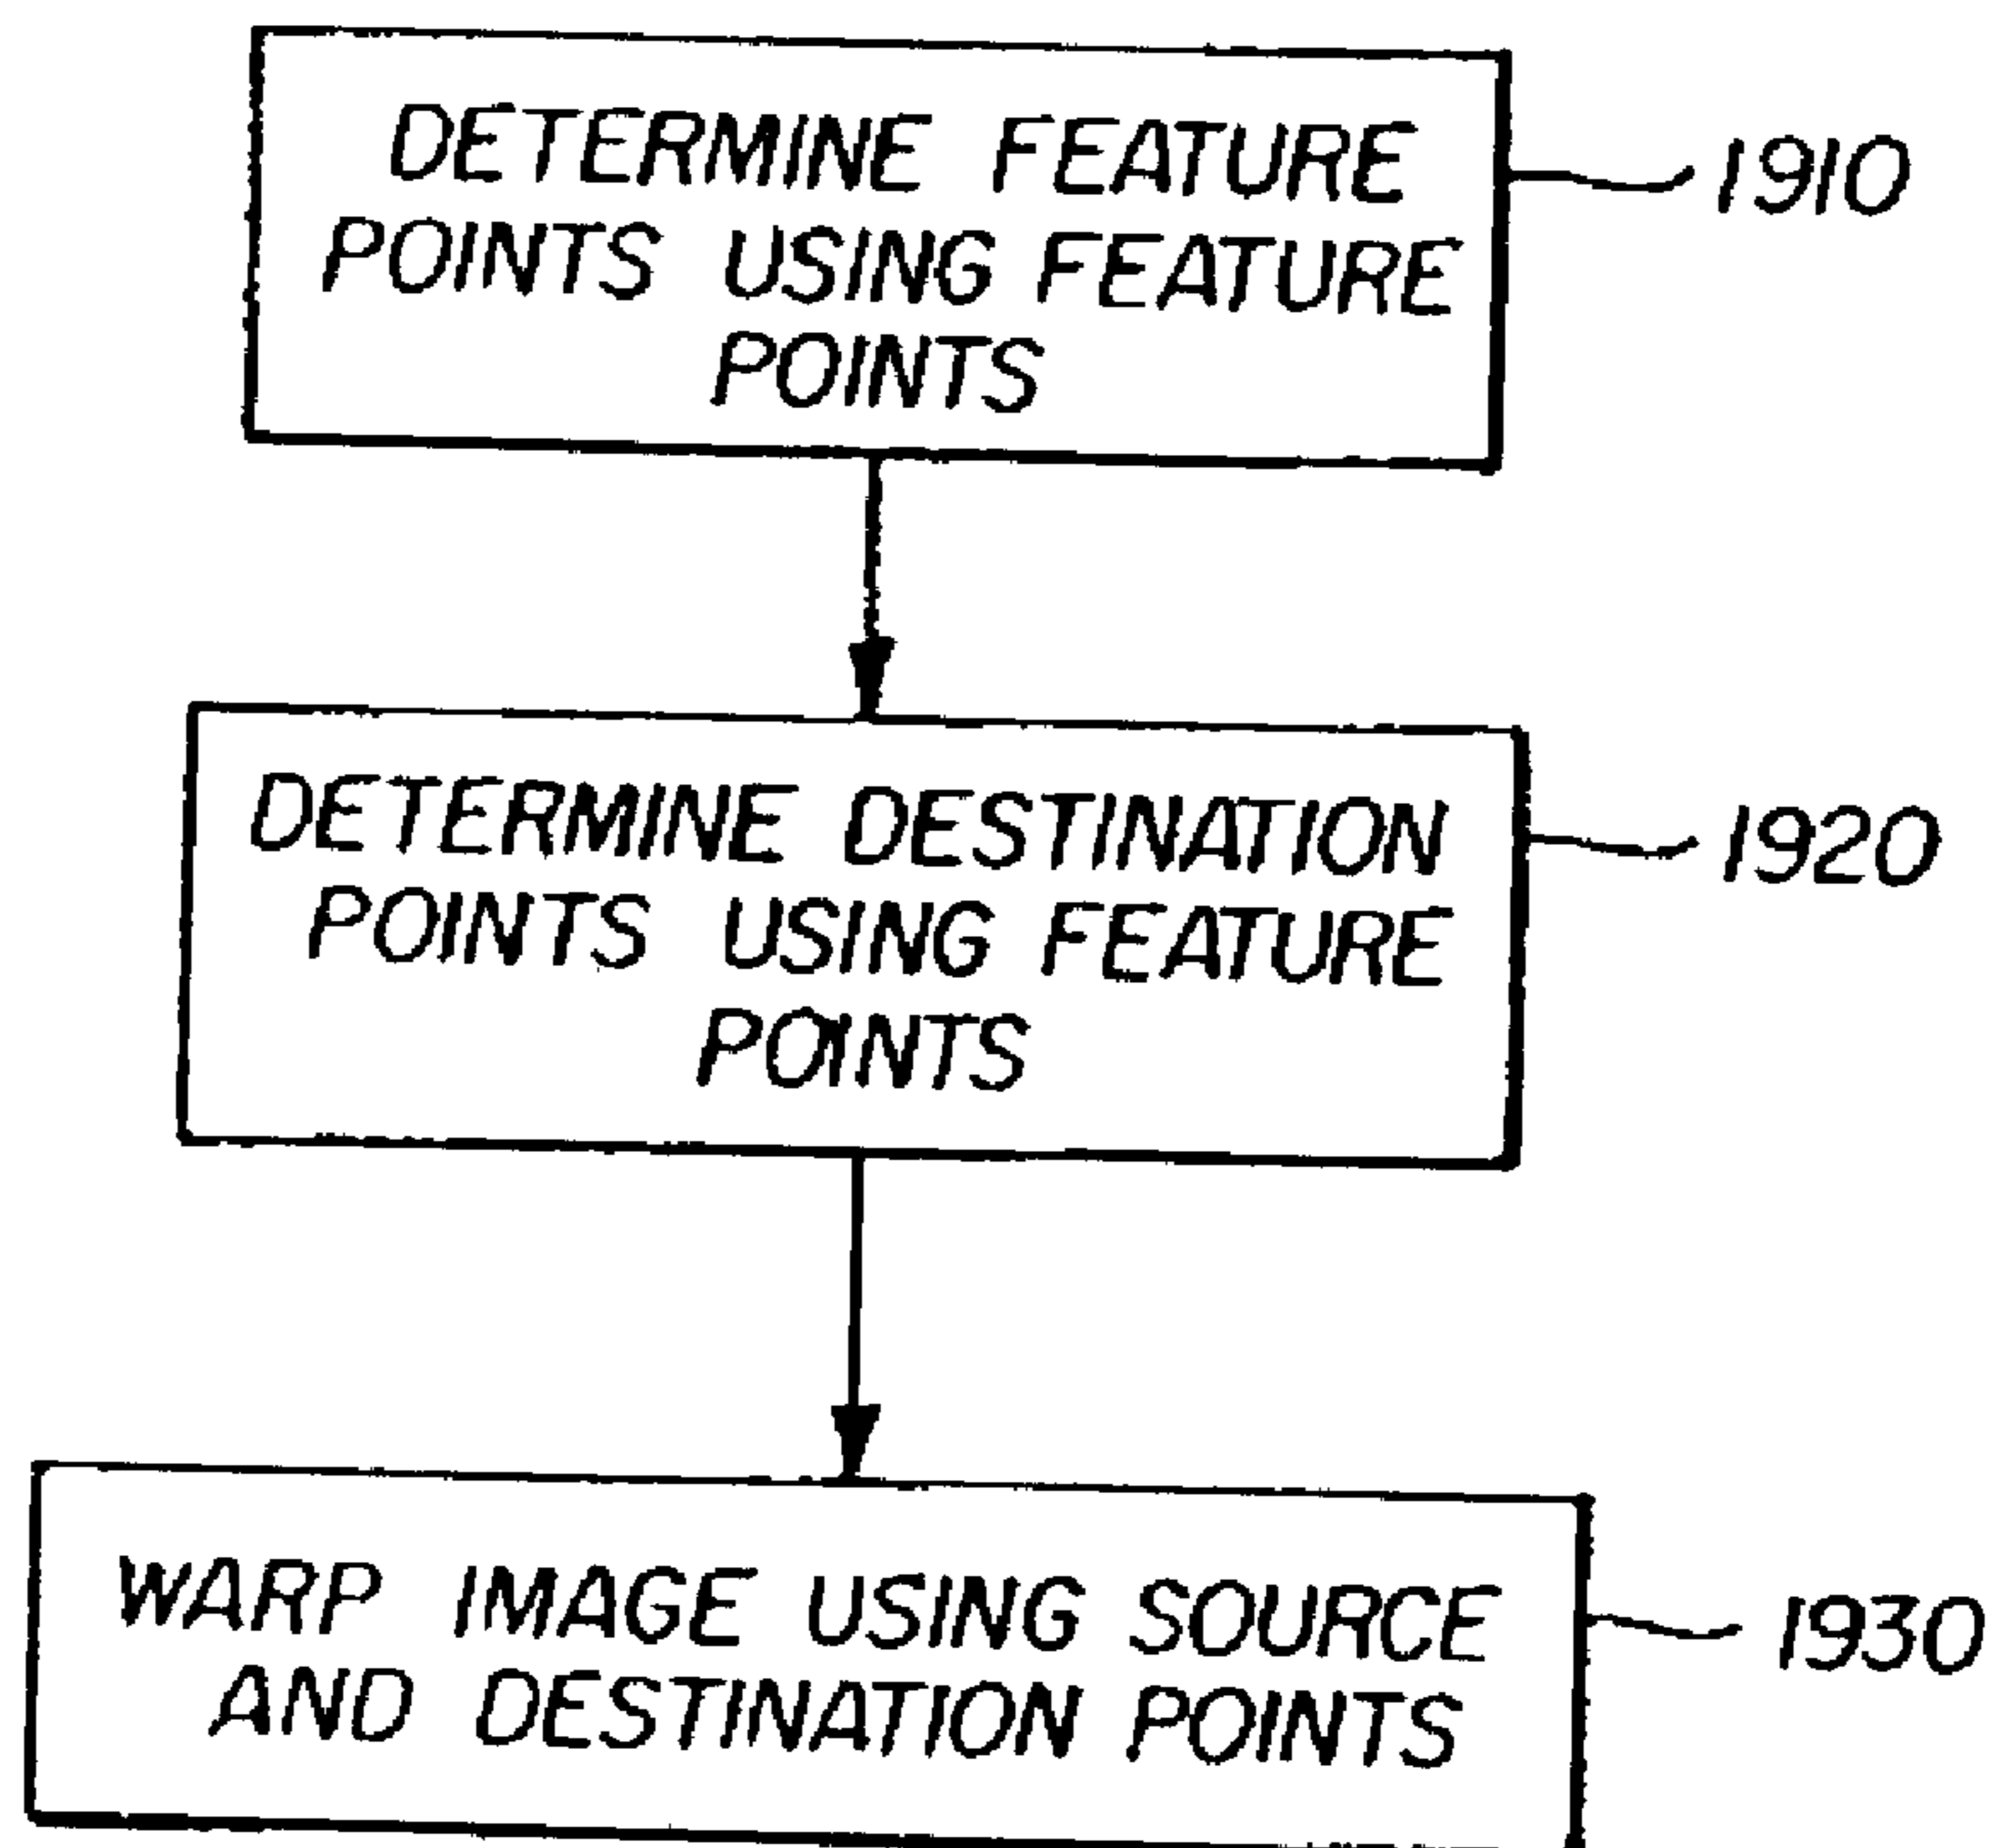 DETERMINE FEATURE
POINTS USING FEATURE
POINTS
1910
DETERMINE DESTINATION
POINTS USING FEATURE
POINTS
1920
WARP IMAGE USING SOURCE
AND DESTINATION POINTS
1930